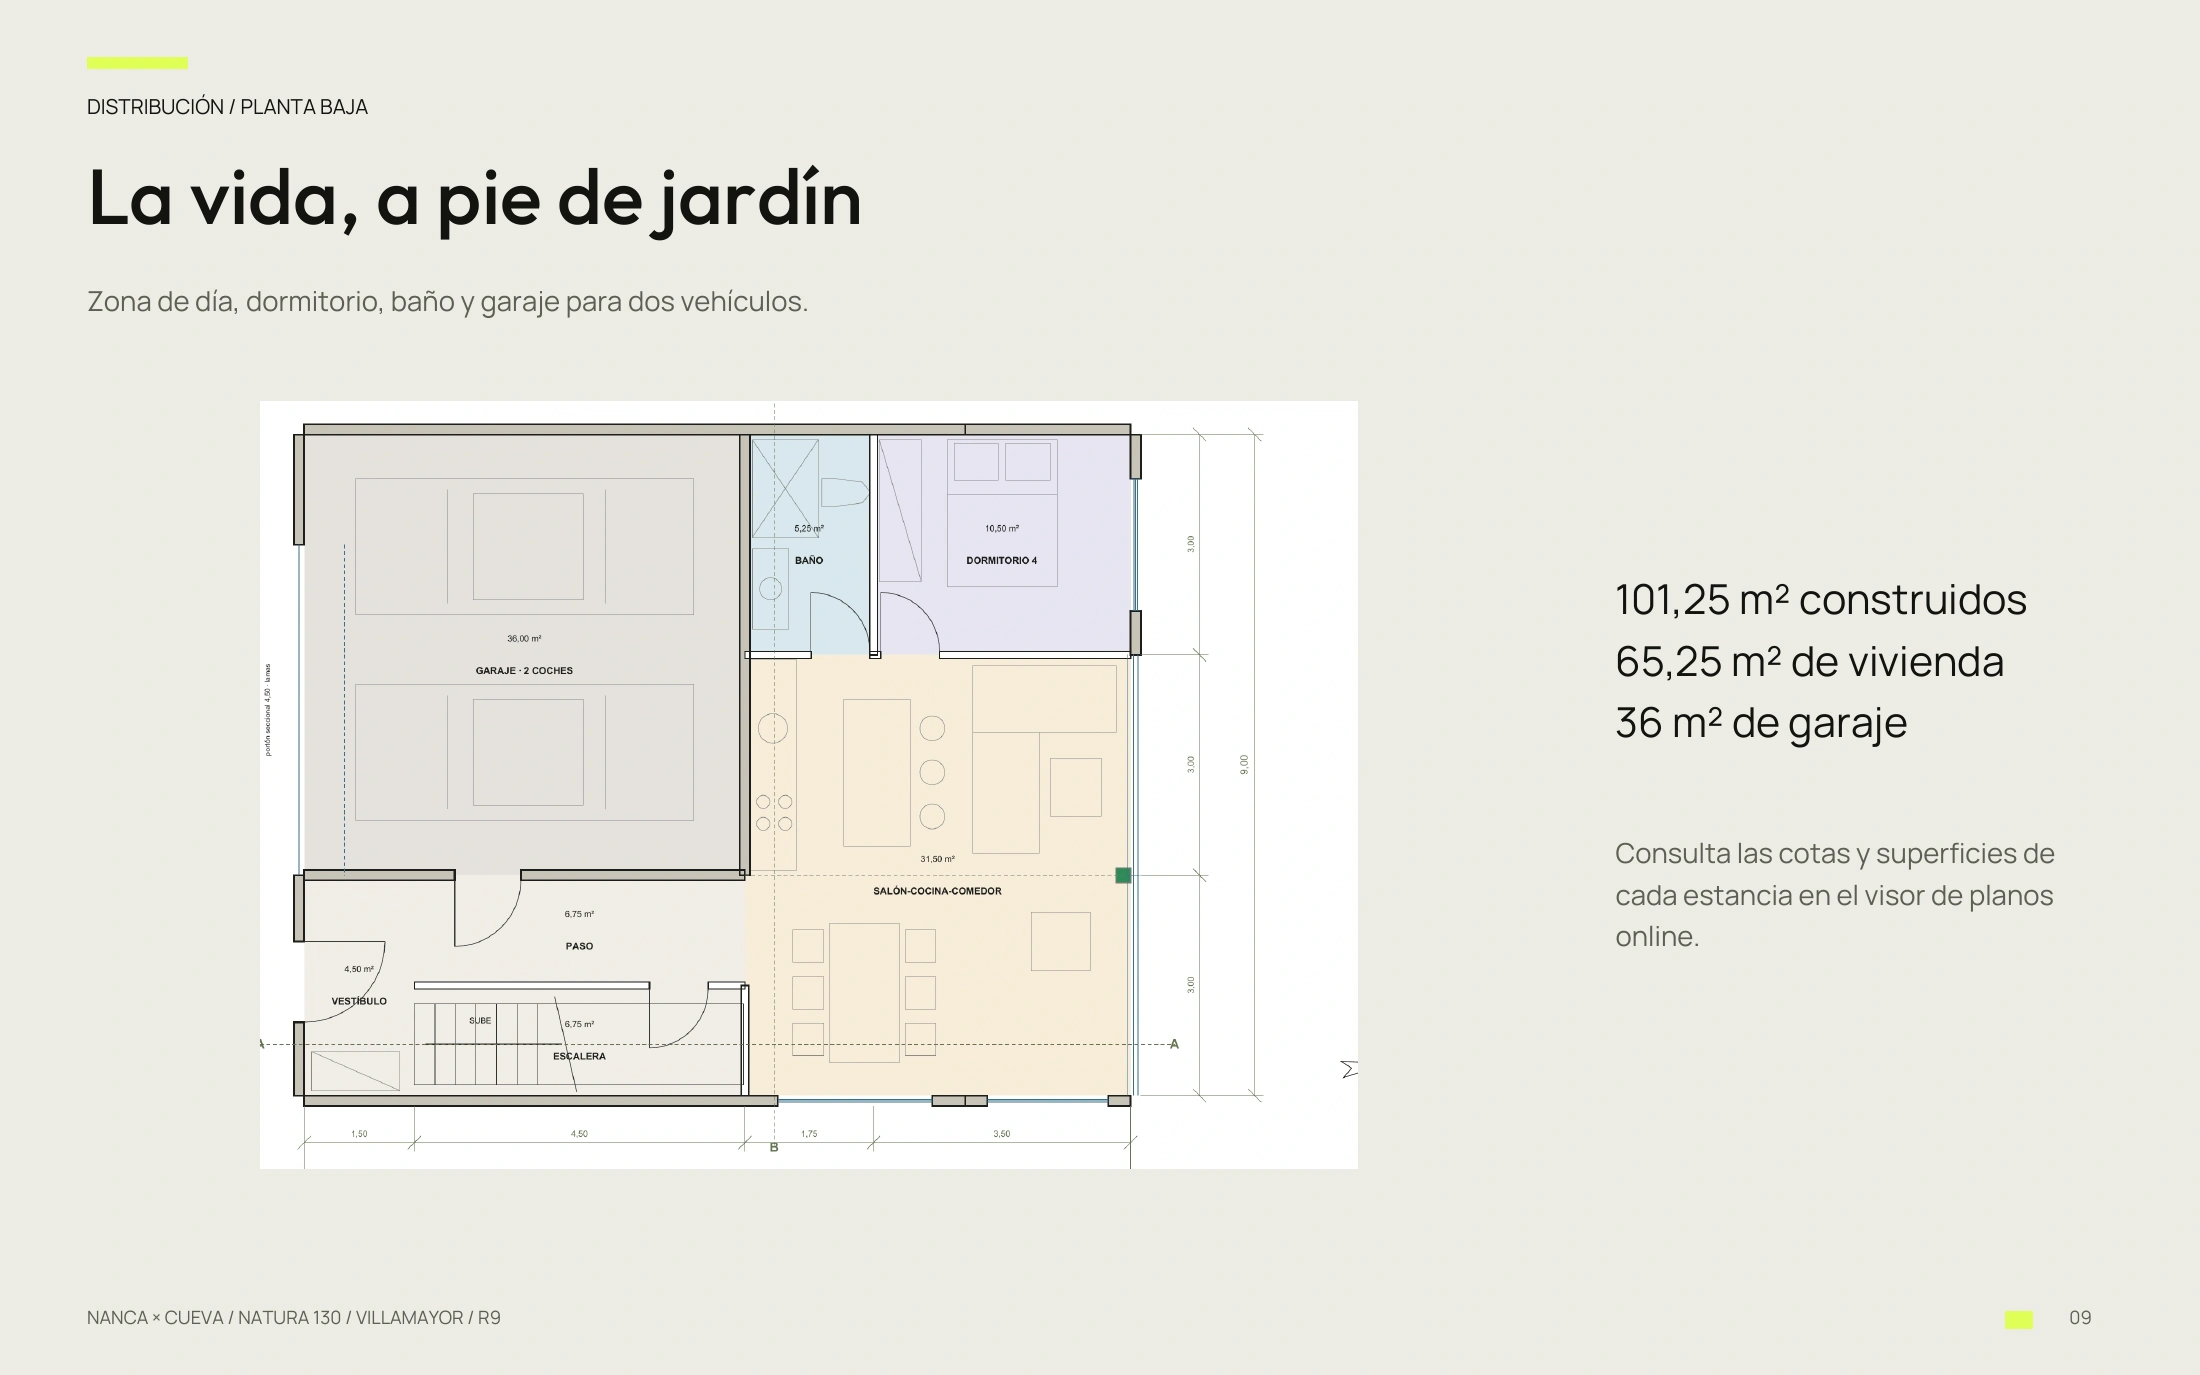 DISTRIBUCIÓN / PLANTA BAJA
La vida, a pie de jardín
Zona de día, dormitorio, baño y garaje para dos vehículos.
5,25 m²
BAÑO
10,50 m²
DORMITORIO 4
3,00
36,00 m²
GARAJE · 2 COCHES
portón seccional 4,50 · lamas
3,00
9,00
31,50 m²
SALÓN-COCINA-COMEDOR
6,75 m²
PASO
4,50 m²
VESTÍBULO
SUBE
6,75 m²
ESCALERA
3,00
A
A
1,50
4,50
1,75
3,50
B
101,25 m² construidos
65,25 m² de vivienda
36 m² de garaje
Consulta las cotas y superficies de
cada estancia en el visor de planos
online.
NANCA × CUEVA / NATURA 130 / VILLAMAYOR / R9
09